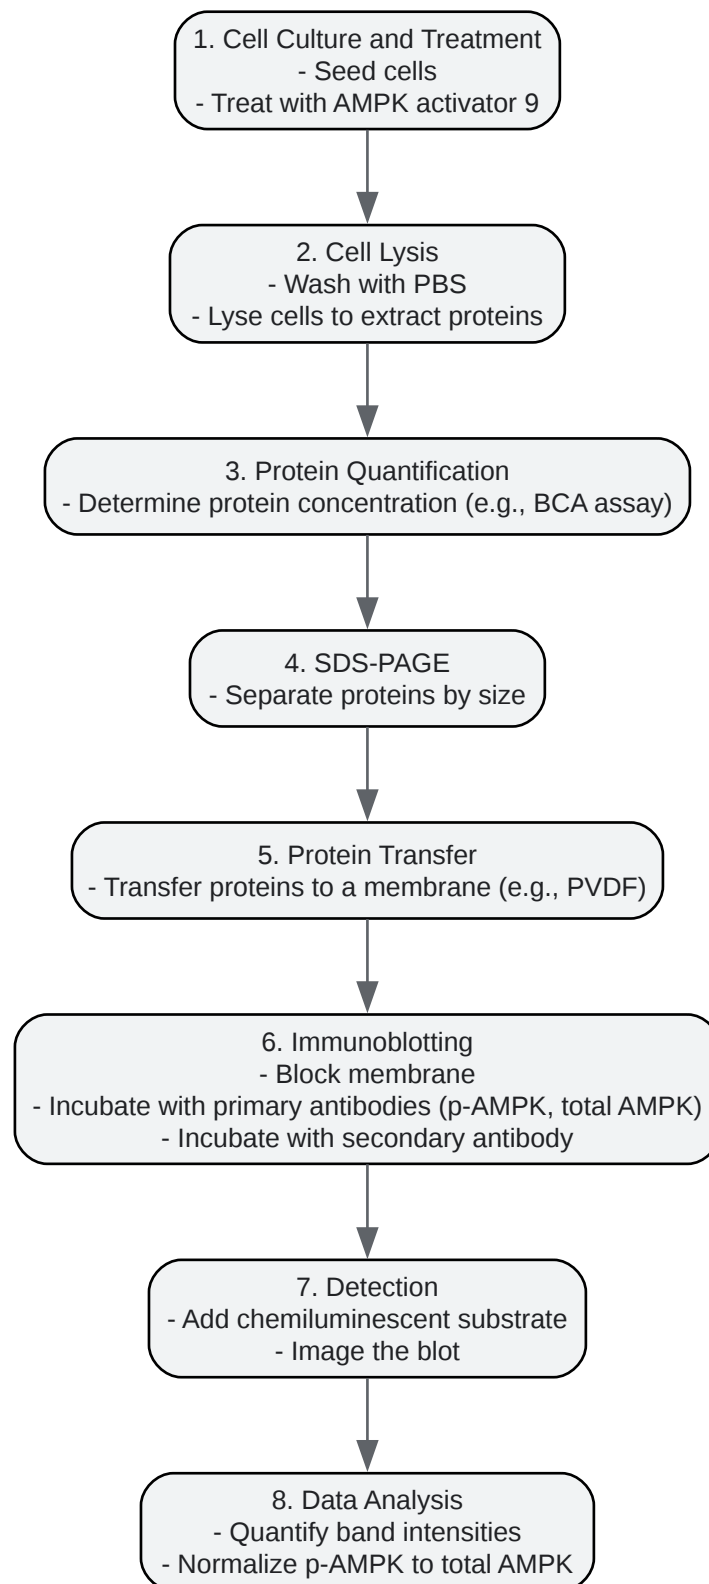 1. Cell Culture and Treatment
- Seed cells
- Treat with AMPK activator 9
2. Cell Lysis
- Wash with PBS
- Lyse cells to extract proteins
3. Protein Quantification
- Determine protein concentration (e.g., BCA assay)
4. SDS-PAGE
- Separate proteins by size
5. Protein Transfer
- Transfer proteins to a membrane (e.g., PVDF)
6. Immunoblotting
- Block membrane
- Incubate with primary antibodies (p-AMPK, total AMPK)
- Incubate with secondary antibody
7. Detection
- Add chemiluminescent substrate
- Image the blot
8. Data Analysis
- Quantify band intensities
- Normalize p-AMPK to total AMPK